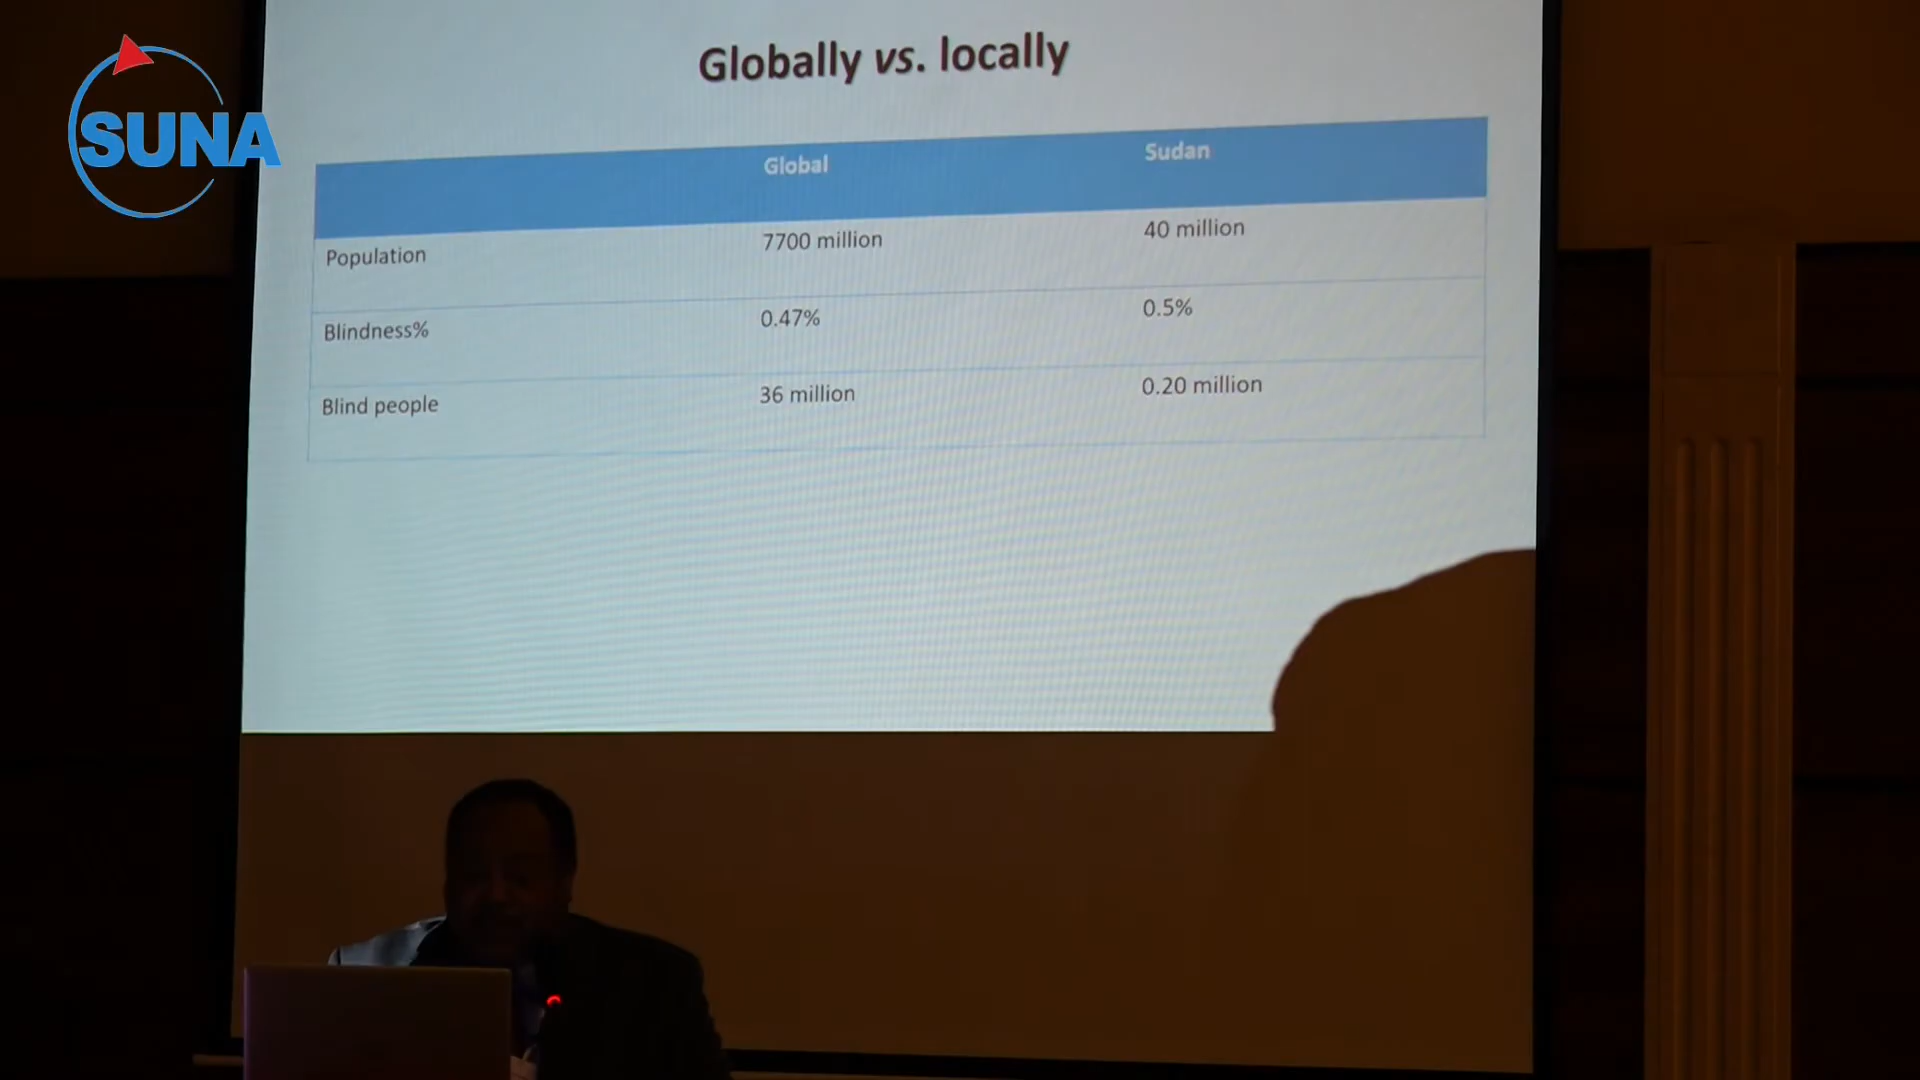 SUNA
Globally vs. locally
Global Sudan
Population 7700 million 40 million
Blindness% 0.47% 0.5%
Blind people 36 million 0.20 million